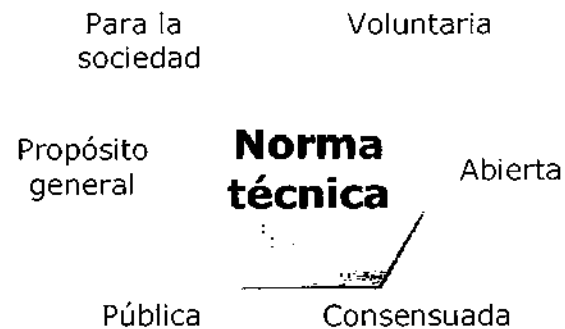 Para la
sociedad
Voluntaria
Propósito
general
Norma
técnica
Abierta
Pública
Consensuada